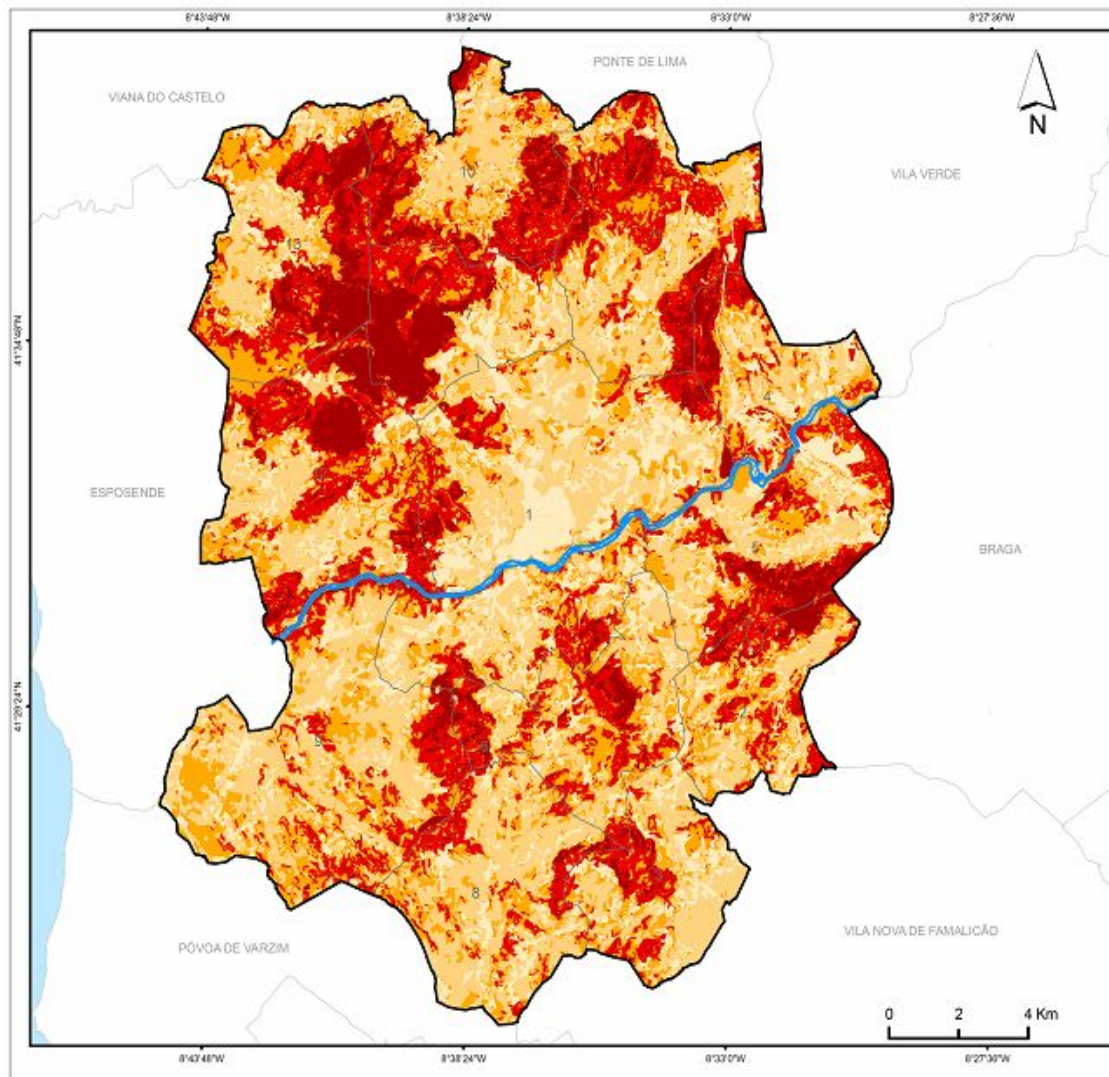 8°43'48"W 8°38'24"W 8°33'0"W 8°27'36"W
PONTE DE LIMA
VIANA DO CASTELO
N
10
VILA VERDE
13
41°34'48"N
4
ESPOSENDE
1
BRAGA
5
41°29'24"N
9
6
8
PÓVOA DE VARZIM
VILA NOVA DE FAMALICÃO
0 2 4 Km
8°43'48"W 8°38'24"W 8°33'0"W 8°27'36"W